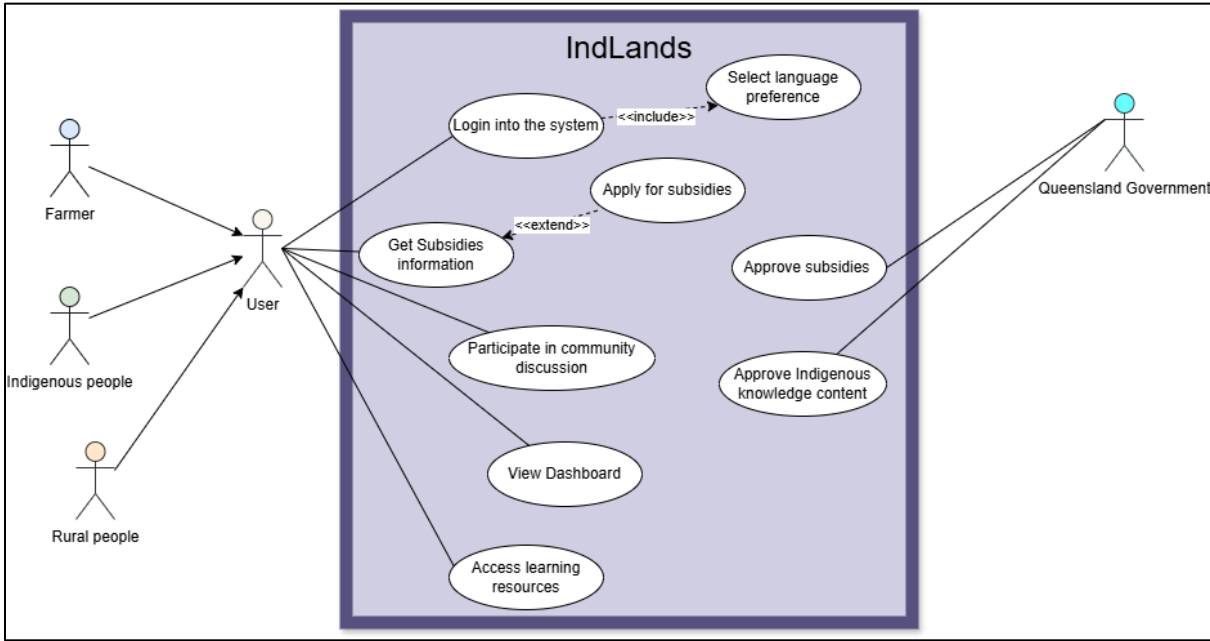 IndLands
Select language
preference
Login into the system
<<include>>
Farmer
Apply for subsidies
Queensland Government
<<extend>>
Get Subsidies
information
Approve subsidies
User
Indigenous people
Participate in community
discussion
Approve Indigenous
knowledge content
View Dashboard
Rural people
Access learning
resources